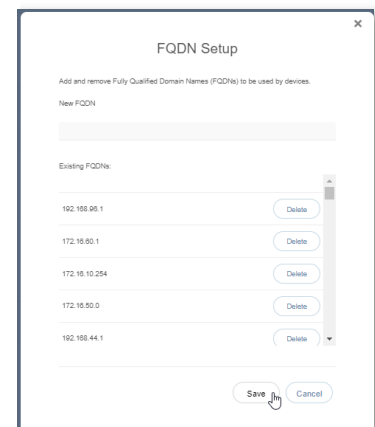 FQDN Setup
Add and remove Fully Qualified Domain Names (FQDNs) to be used by devices.
New FQDN
Existing FQDNs:
192.168.96.1 Delete
172.16.60.1 Delete
172.16.10.254 Delete
172.16.50.0 Delete
192.168.44.1 Delete
Save Cancel